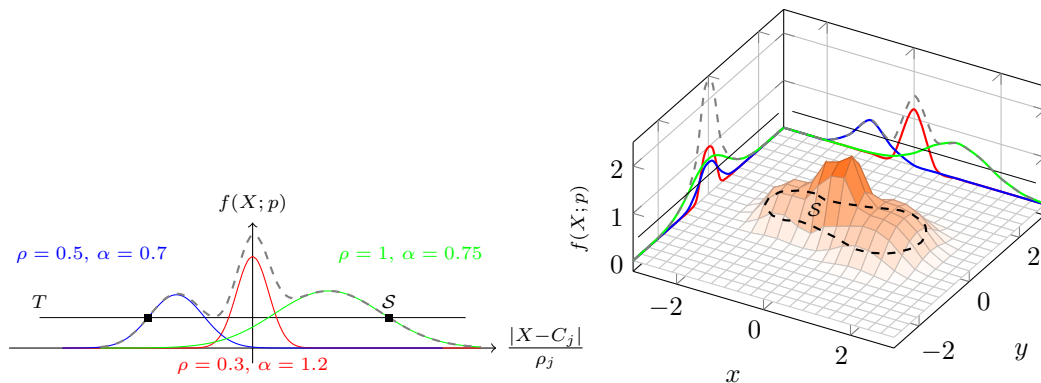 f(X; p)
ρ = 0.5, α = 0.7
ρ = 1, α = 0.75
T
S
|X−C_j|
ρ_j
ρ = 0.3, α = 1.2
f(X; p)
2
1
0
S
−2
0
2
x
−2
0
2
y